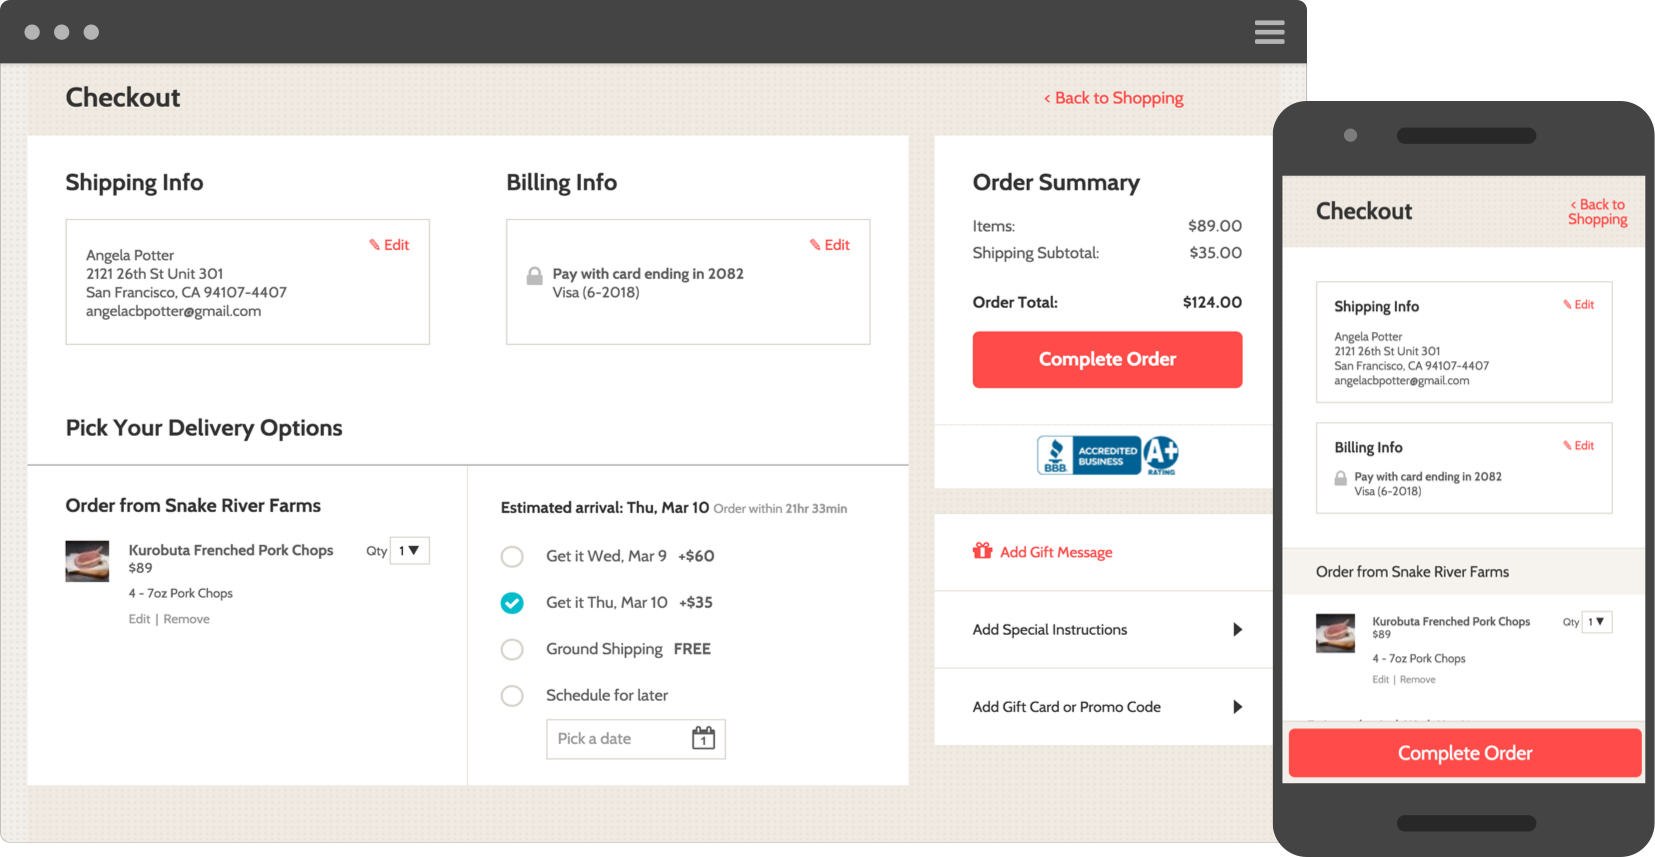 Checkout
< Back to Shopping
Shipping Info
Edit
Angela Potter
2121 26th St Unit 301
San Francisco, CA 94107-4407
angelacbpotter@gmail.com
Billing Info
Edit
Pay with card ending in 2082
Visa (6-2018)
Pick Your Delivery Options
Order from Snake River Farms
Kurobuta Frenched Pork Chops
$89
4 - 7oz Pork Chops
Edit | Remove
Qty 1▼
Estimated arrival: Thu, Mar 10 Order within 21hr 33min
Get it Wed, Mar 9 +$60
Get it Thu, Mar 10 +$35
Ground Shipping FREE
Schedule for later
Pick a date 1
Order Summary
Items: $89.00
Shipping Subtotal: $35.00
Order Total: $124.00
Complete Order
BBB.
ACCREDITED
BUSINESS
A+
RATING
Add Gift Message
Add Special Instructions
Add Gift Card or Promo Code
Checkout
< Back to
Shopping
Shipping Info
Edit
Angela Potter
2121 26th St Unit 301
San Francisco, CA 94107-4407
angelacbpotter@gmail.com
Billing Info
Edit
Pay with card ending in 2082
Visa (6-2018)
Order from Snake River Farms
Kurobuta Frenched Pork Chops
$89
4 - 7oz Pork Chops
Edit | Remove
Qty 1▼
Complete Order